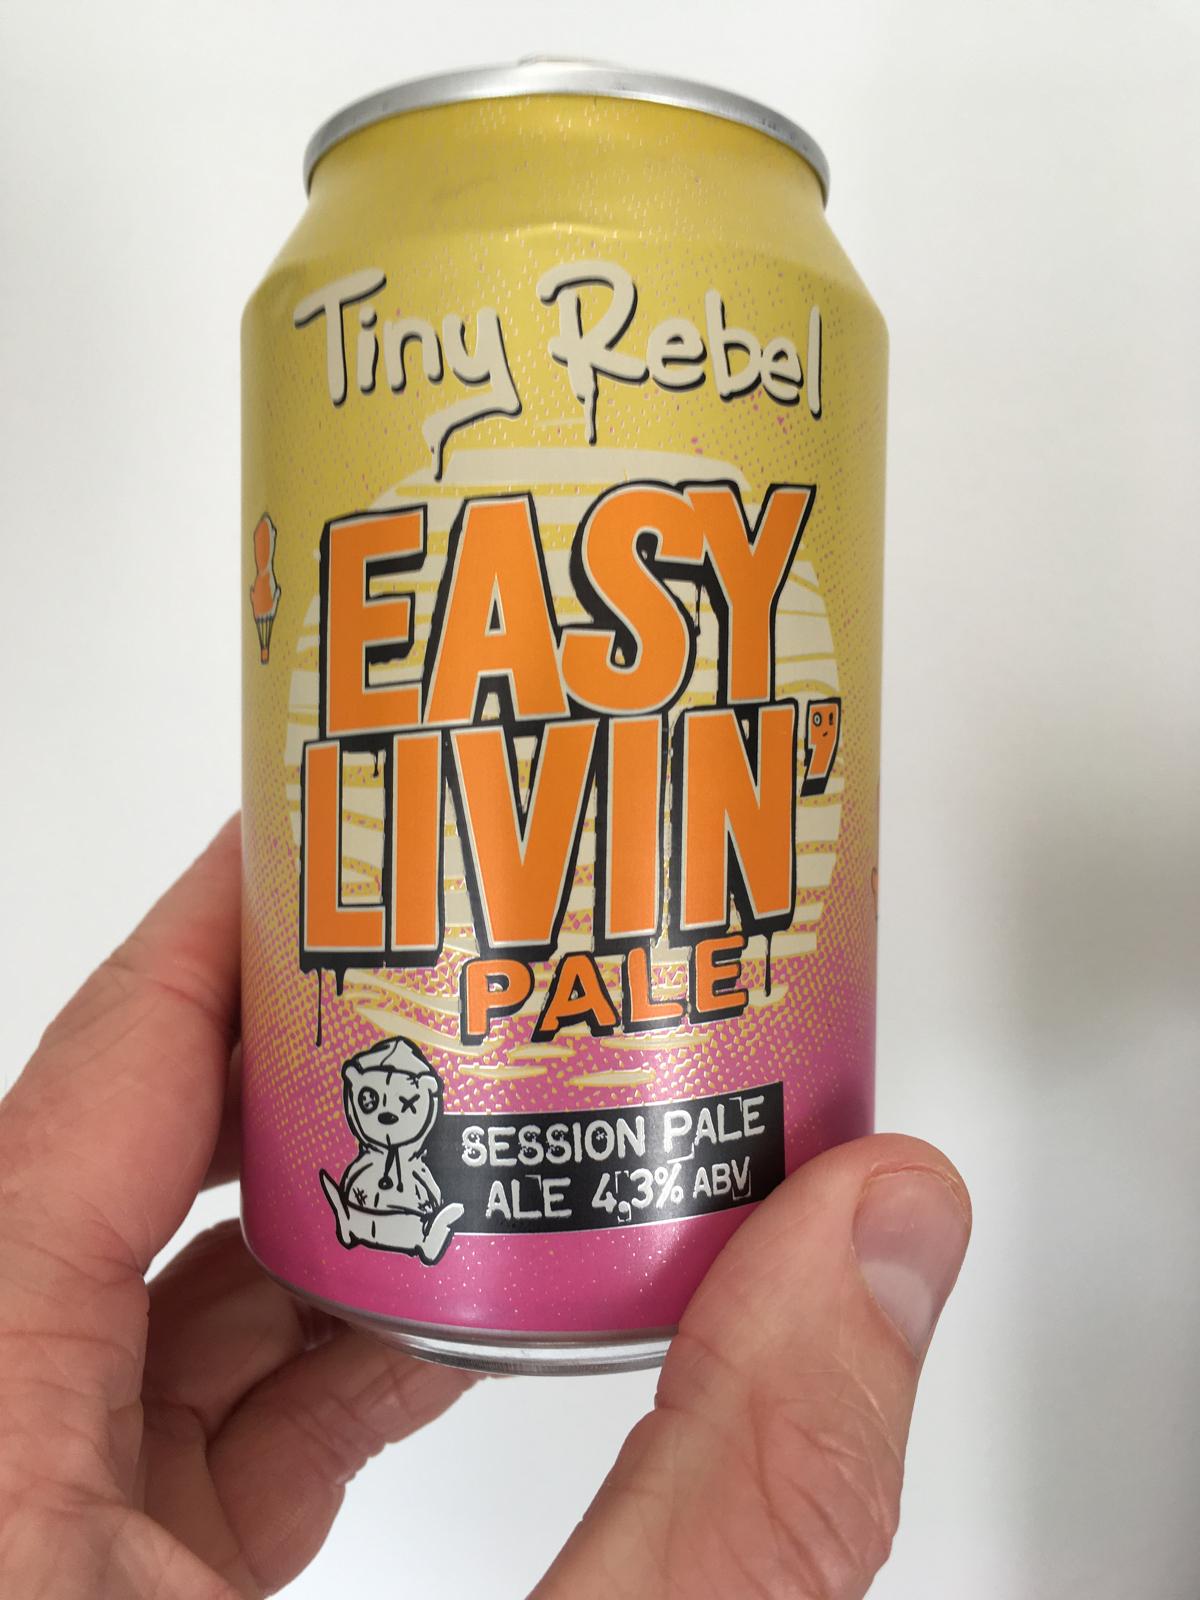 Tiny Rebel
EASY
LIVIN'
PALE
SESSION PALE
ALE 4,3% ABV